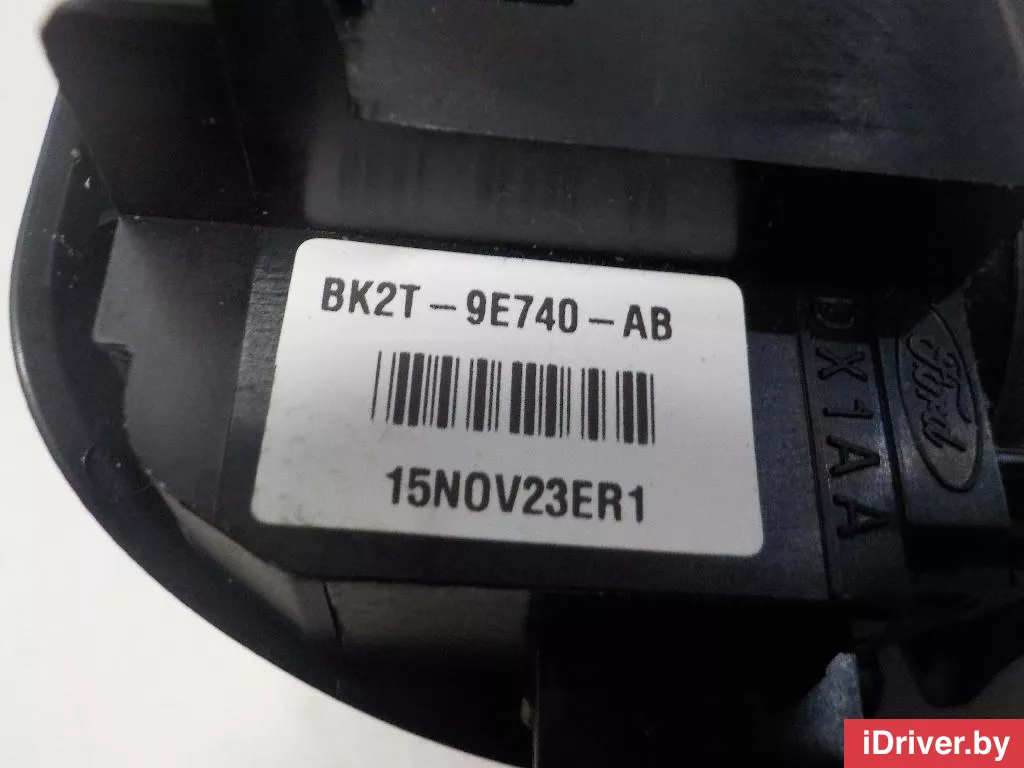 BK2T-9E740-AB
15NOV23ER1
DX1AA
Ford
iDriver.by